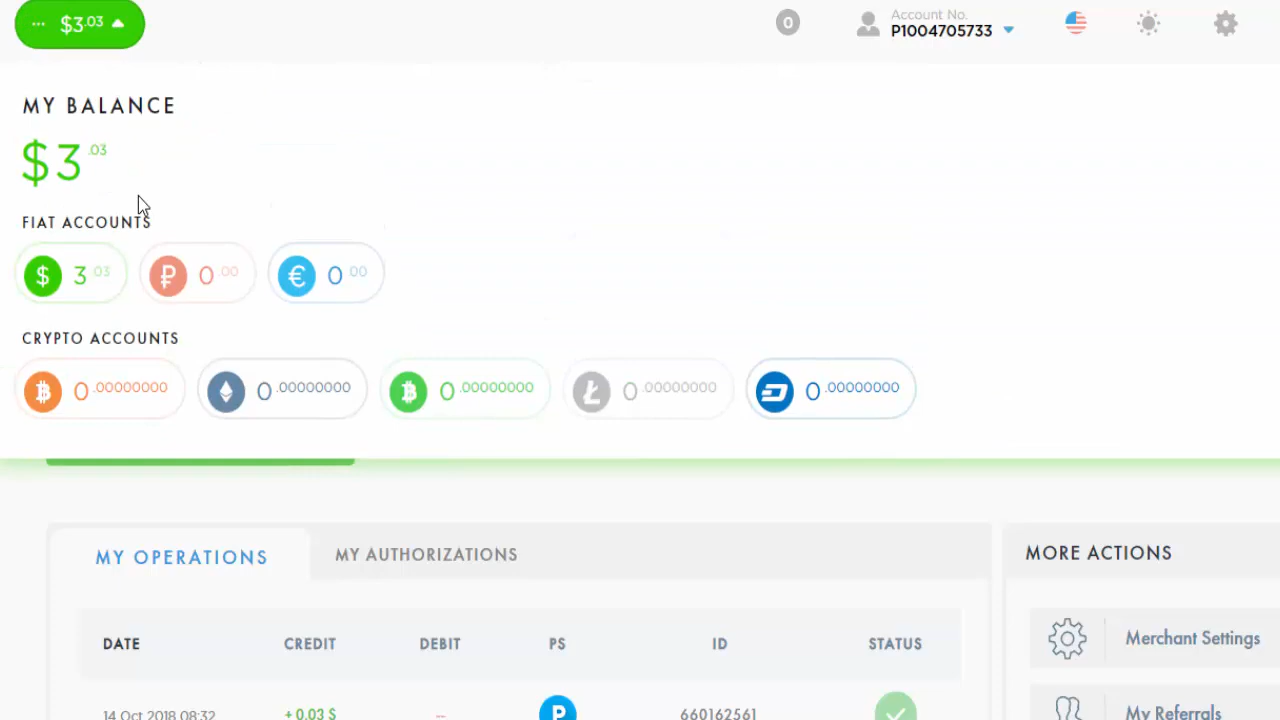 ... $3.03
0
Account No.
P1004705733
MY BALANCE
$3.03
FIAT ACCOUNTS
$ 3 .03 ₽ 0 .00 € 0 .00
CRYPTO ACCOUNTS
0.00000000 0.00000000 0.00000000 0.00000000 0.00000000
MY OPERATIONS MY AUTHORIZATIONS
MORE ACTIONS
DATE CREDIT DEBIT PS ID STATUS
Merchant Settings
14 Oct 2018 08:32 + 0.03 $ -- P 660162561
My Referrals